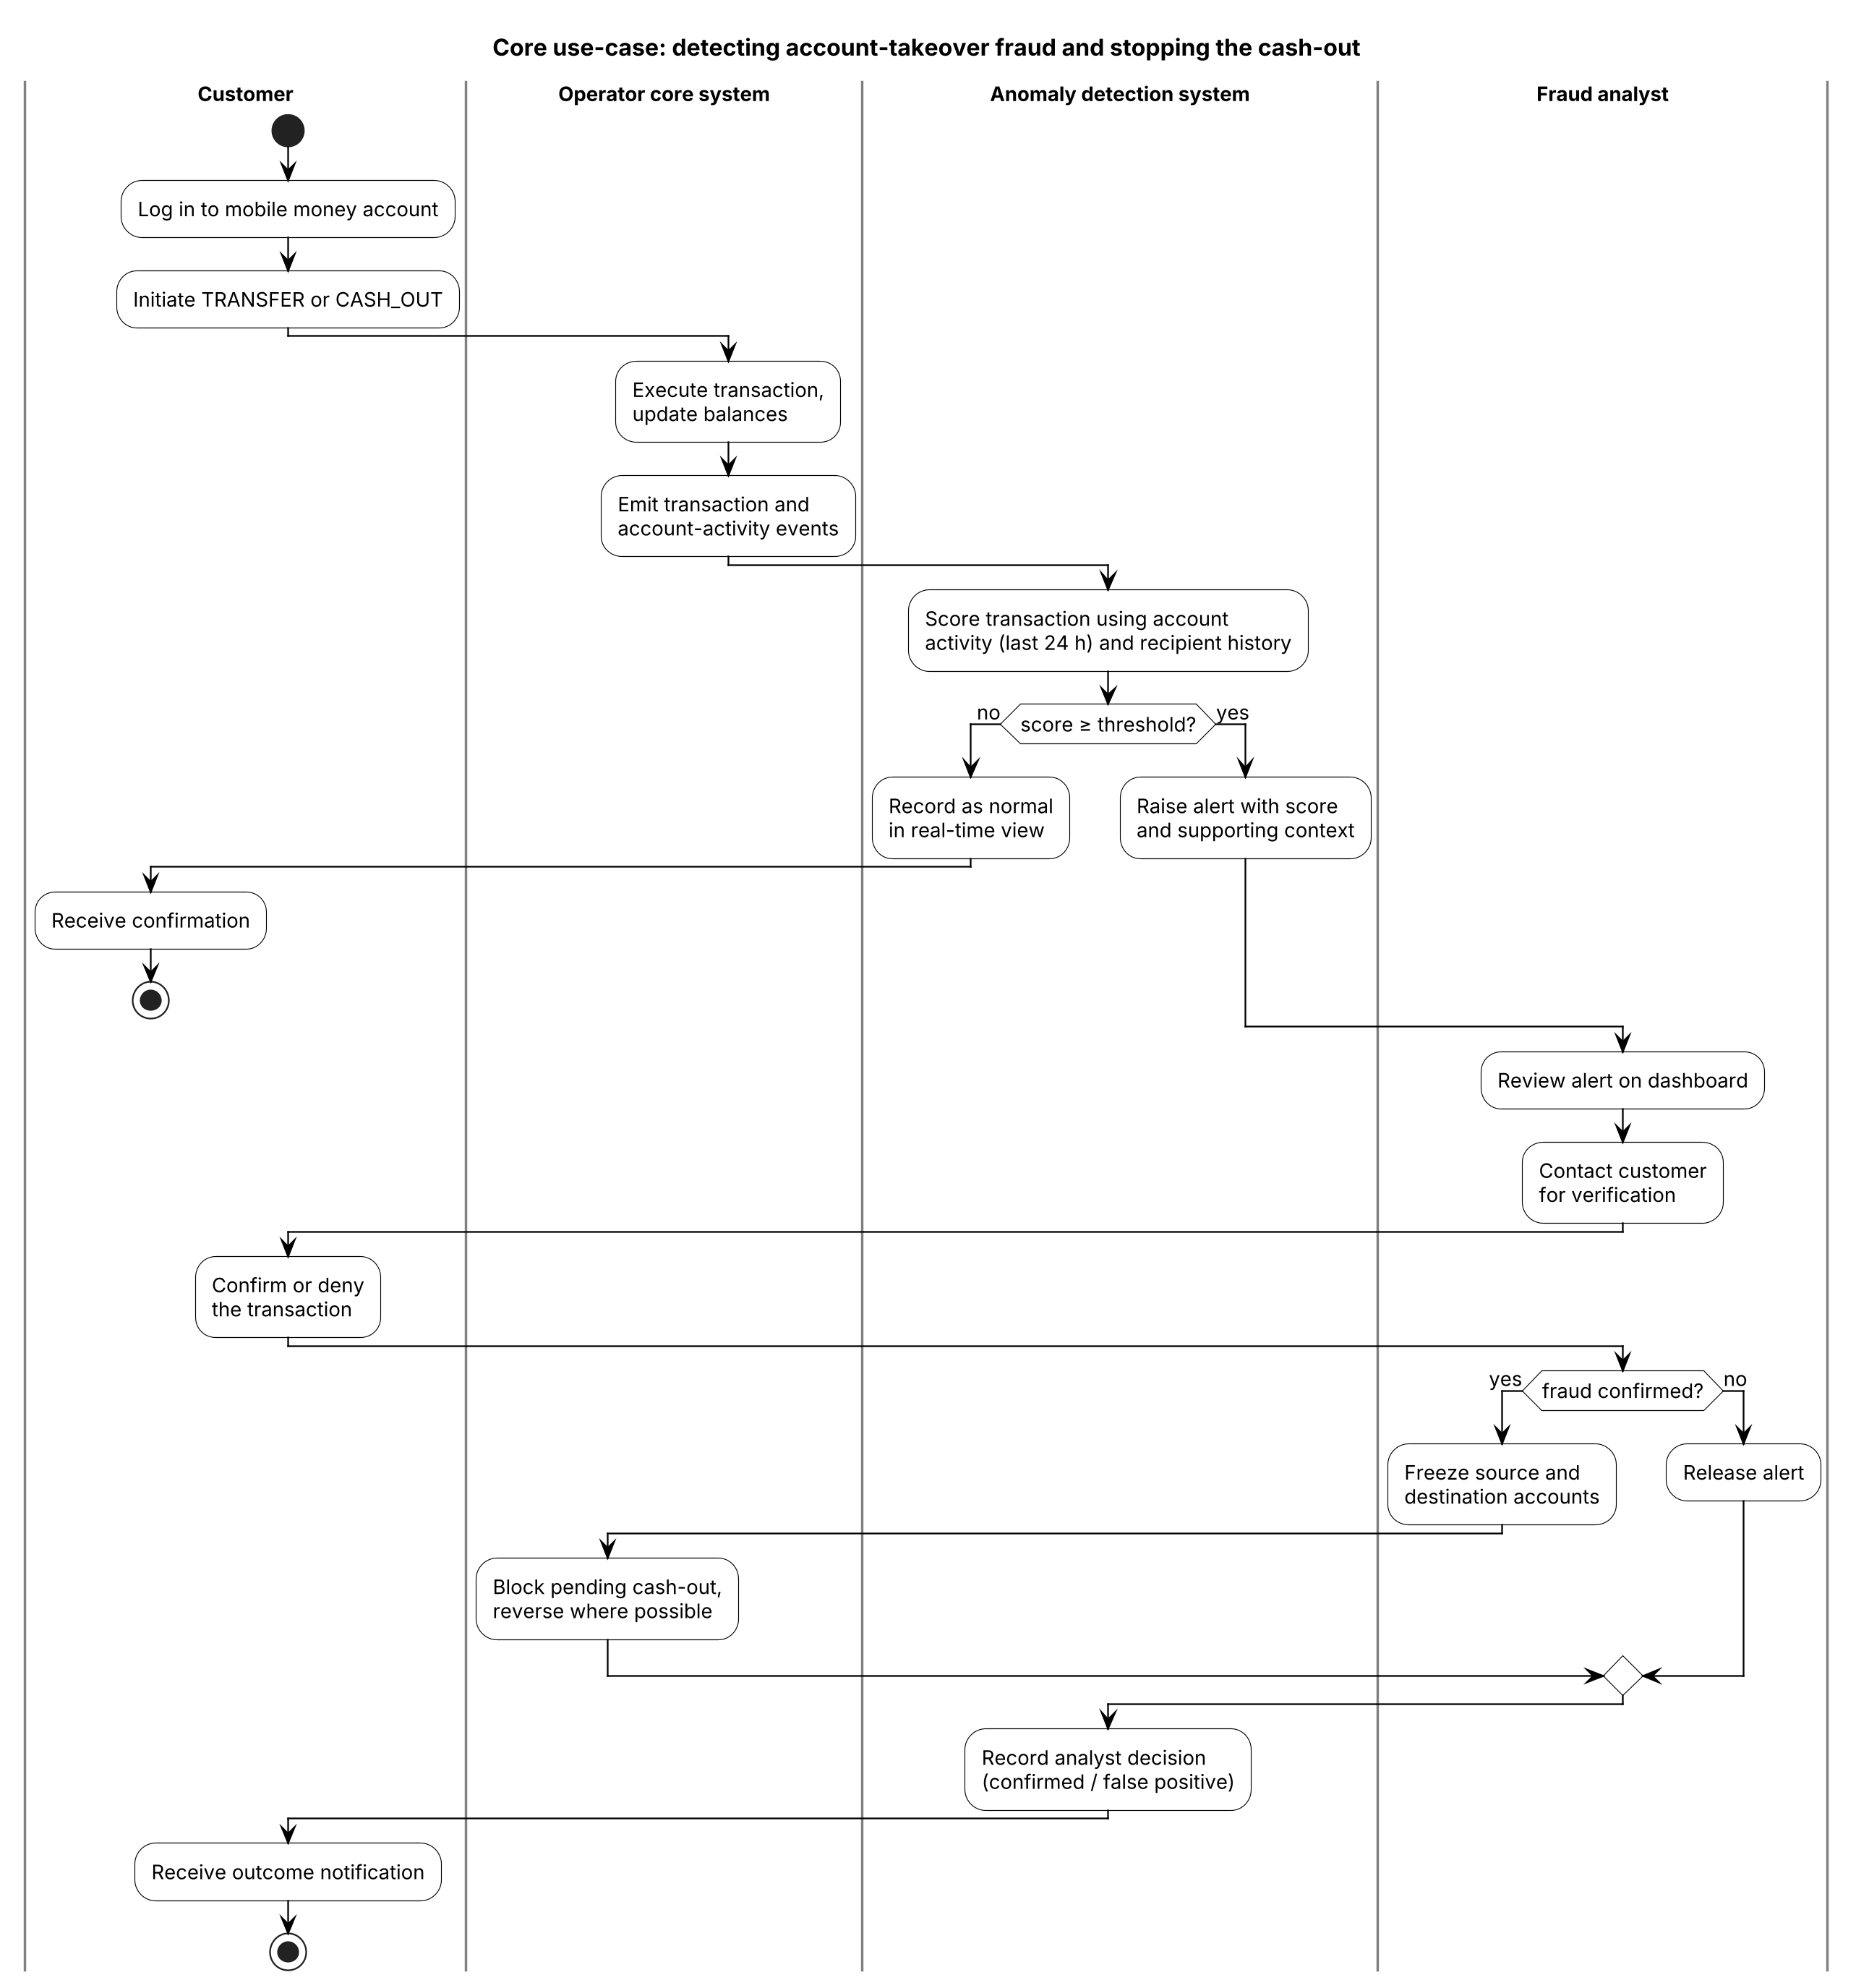 Core use-case: detecting account-takeover fraud and stopping the cash-out
Customer
Operator core system
Anomaly detection system
Fraud analyst
Log in to mobile money account
Initiate TRANSFER or CASH_OUT
Execute transaction,
update balances
Emit transaction and
account-activity events
Score transaction using account
activity (last 24 h) and recipient history
no
score ≥ threshold?
yes
Record as normal
in real-time view
Raise alert with score
and supporting context
Receive confirmation
Review alert on dashboard
Contact customer
for verification
Confirm or deny
the transaction
yes
fraud confirmed?
no
Freeze source and
destination accounts
Release alert
Block pending cash-out,
reverse where possible
Record analyst decision
(confirmed / false positive)
Receive outcome notification